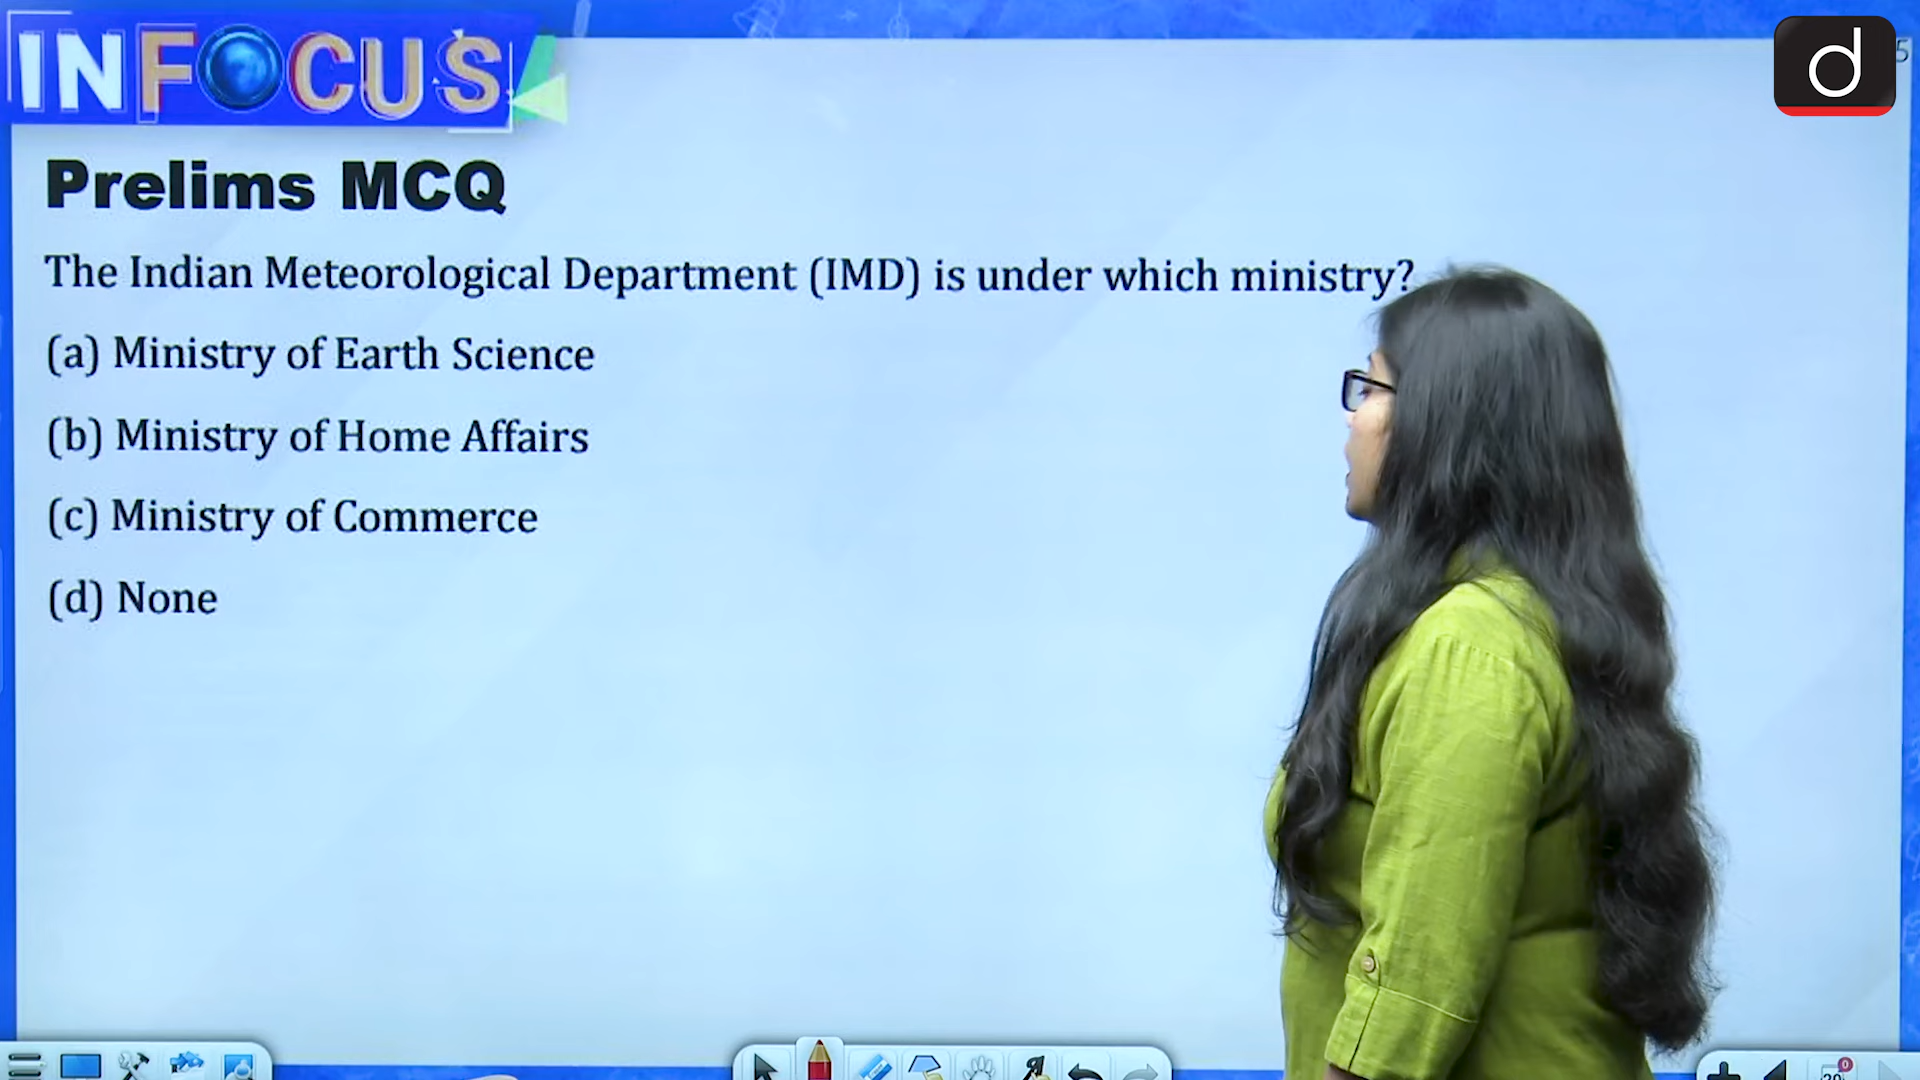 INFOCUS
d
5
Prelims MCQ
The Indian Meteorological Department (IMD) is under which ministry?
(a) Ministry of Earth Science
(b) Ministry of Home Affairs
(c) Ministry of Commerce
(d) None